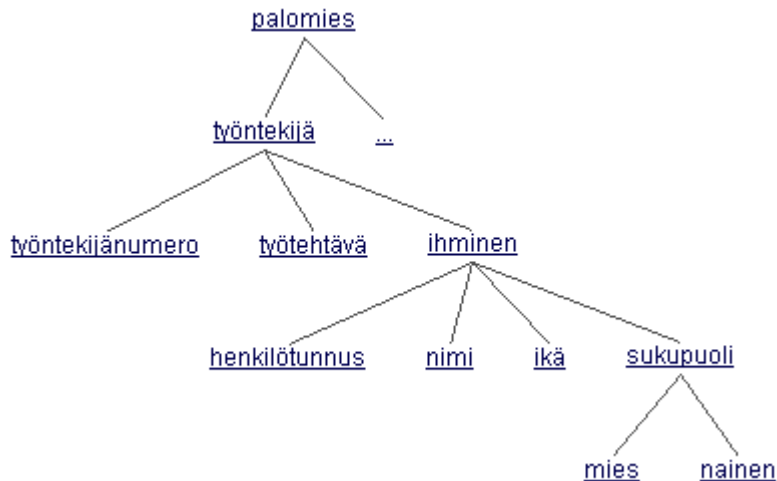 palomies
työntekijä ...
työntekijänumero työtehtävä ihminen
henkilötunnus nimi ikä sukupuoli
mies nainen